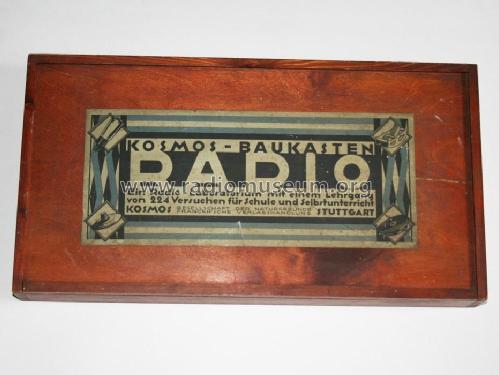 KOSMOS - BAUKASTEN
RADIO
www.radiomuseum.org
Ein Radio-Laboratorium mit einem Lehrgang
von 224 Versuchen für Schule und Selbstunterricht
KOSMOS GESELLSCHAFT DER NATURFREUNDE STUTTGART
FRANCKH'SCHE VERLAGSHANDLUNG